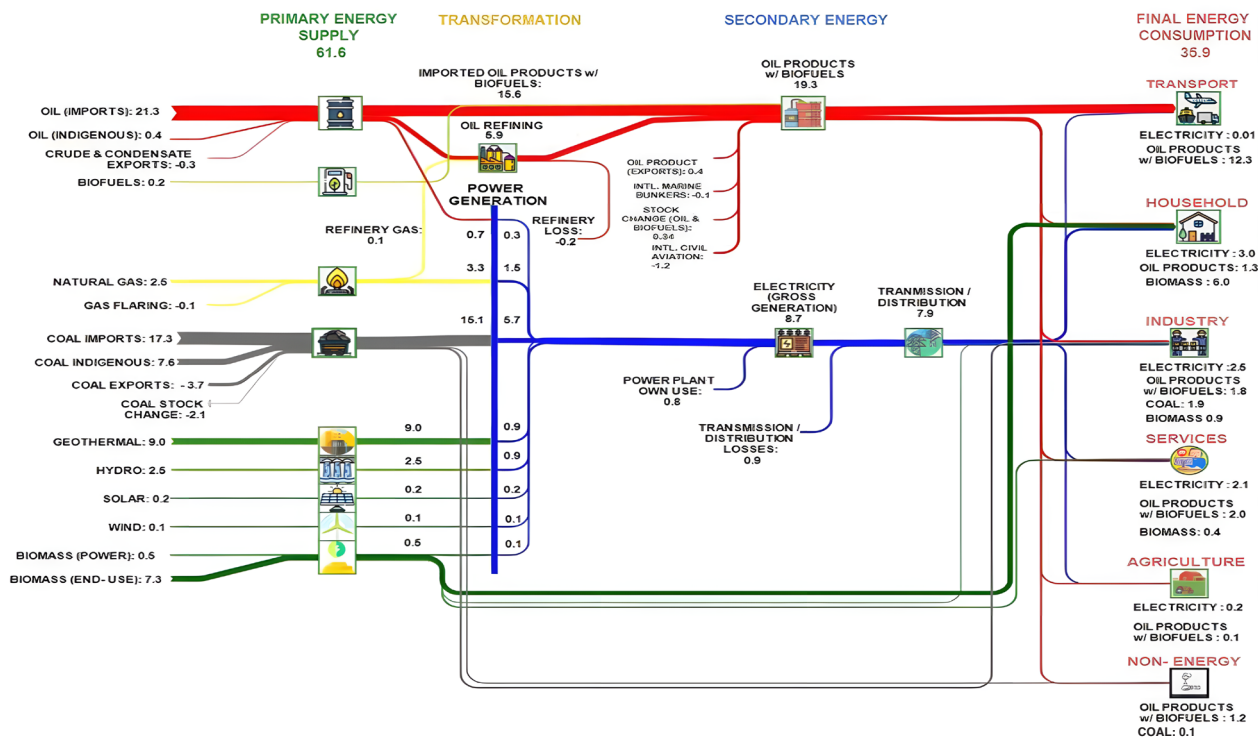 PRIMARY ENERGY
SUPPLY
61.6
TRANSFORMATION
SECONDARY ENERGY
FINAL ENERGY
CONSUMPTION
35.9
OIL (IMPORTS): 21.3
OIL (INDIGENOUS): 0.4
CRUDE & CONDENSATE
EXPORTS: -0.3
BIOFUELS: 0.2
NATURAL GAS: 2.5
GAS FLARING: -0.1
COAL IMPORTS: 17.3
COAL INDIGENOUS: 7.6
COAL EXPORTS: - 3.7
COAL STOCK
CHANGE: -2.1
GEOTHERMAL: 9.0
HYDRO: 2.5
SOLAR: 0.2
WIND: 0.1
BIOMASS (POWER): 0.5
BIOMASS (END- USE): 7.3
IMPORTED OIL PRODUCTS w/
BIOFUELS:
15.6
OIL REFINING
5.9
POWER
GENERATION
REFINERY GAS:
0.1
REFINERY
LOSS:
-0.2
0.7 0.3
3.3 1.5
15.1 5.7
9.0 0.9
2.5 0.9
0.2 0.2
0.1 0.1
0.5 0.1
OIL PRODUCTS
w/ BIOFUELS
19.3
OIL PRODUCT
(EXPORTS): 0.4
INTL. MARINE
BUNKERS: -0.1
STOCK
CHANGE (OIL &
BIOFUELS):
INTL. CIVIL
AVIATION:
-1.2
ELECTRICITY
(GROSS
GENERATION)
8.7
TRANMISSION /
DISTRIBUTION
7.9
POWER PLANT
OWN USE:
0.8
TRANSMISSION /
DISTRIBUTION
LOSSES:
0.9
TRANSPORT
ELECTRICITY : 0.01
OIL PRODUCTS
w/ BIOFUELS : 12.3
HOUSEHOLD
ELECTRICITY : 3.0
OIL PRODUCTS: 1.3
BIOMASS : 6.0
INDUSTRY
ELECTRICITY :2.5
OIL PRODUCTS
w/ BIOFUELS: 1.8
COAL: 1.9
BIOMASS 0.9
SERVICES
ELECTRICITY : 2.1
OIL PRODUCTS
w/ BIOFUELS : 2.0
BIOMASS: 0.4
AGRICULTURE
ELECTRICITY : 0.2
OIL PRODUCTS
w/ BIOFUELS : 0.1
NON- ENERGY
OIL PRODUCTS
w/ BIOFUELS : 1.2
COAL: 0.1